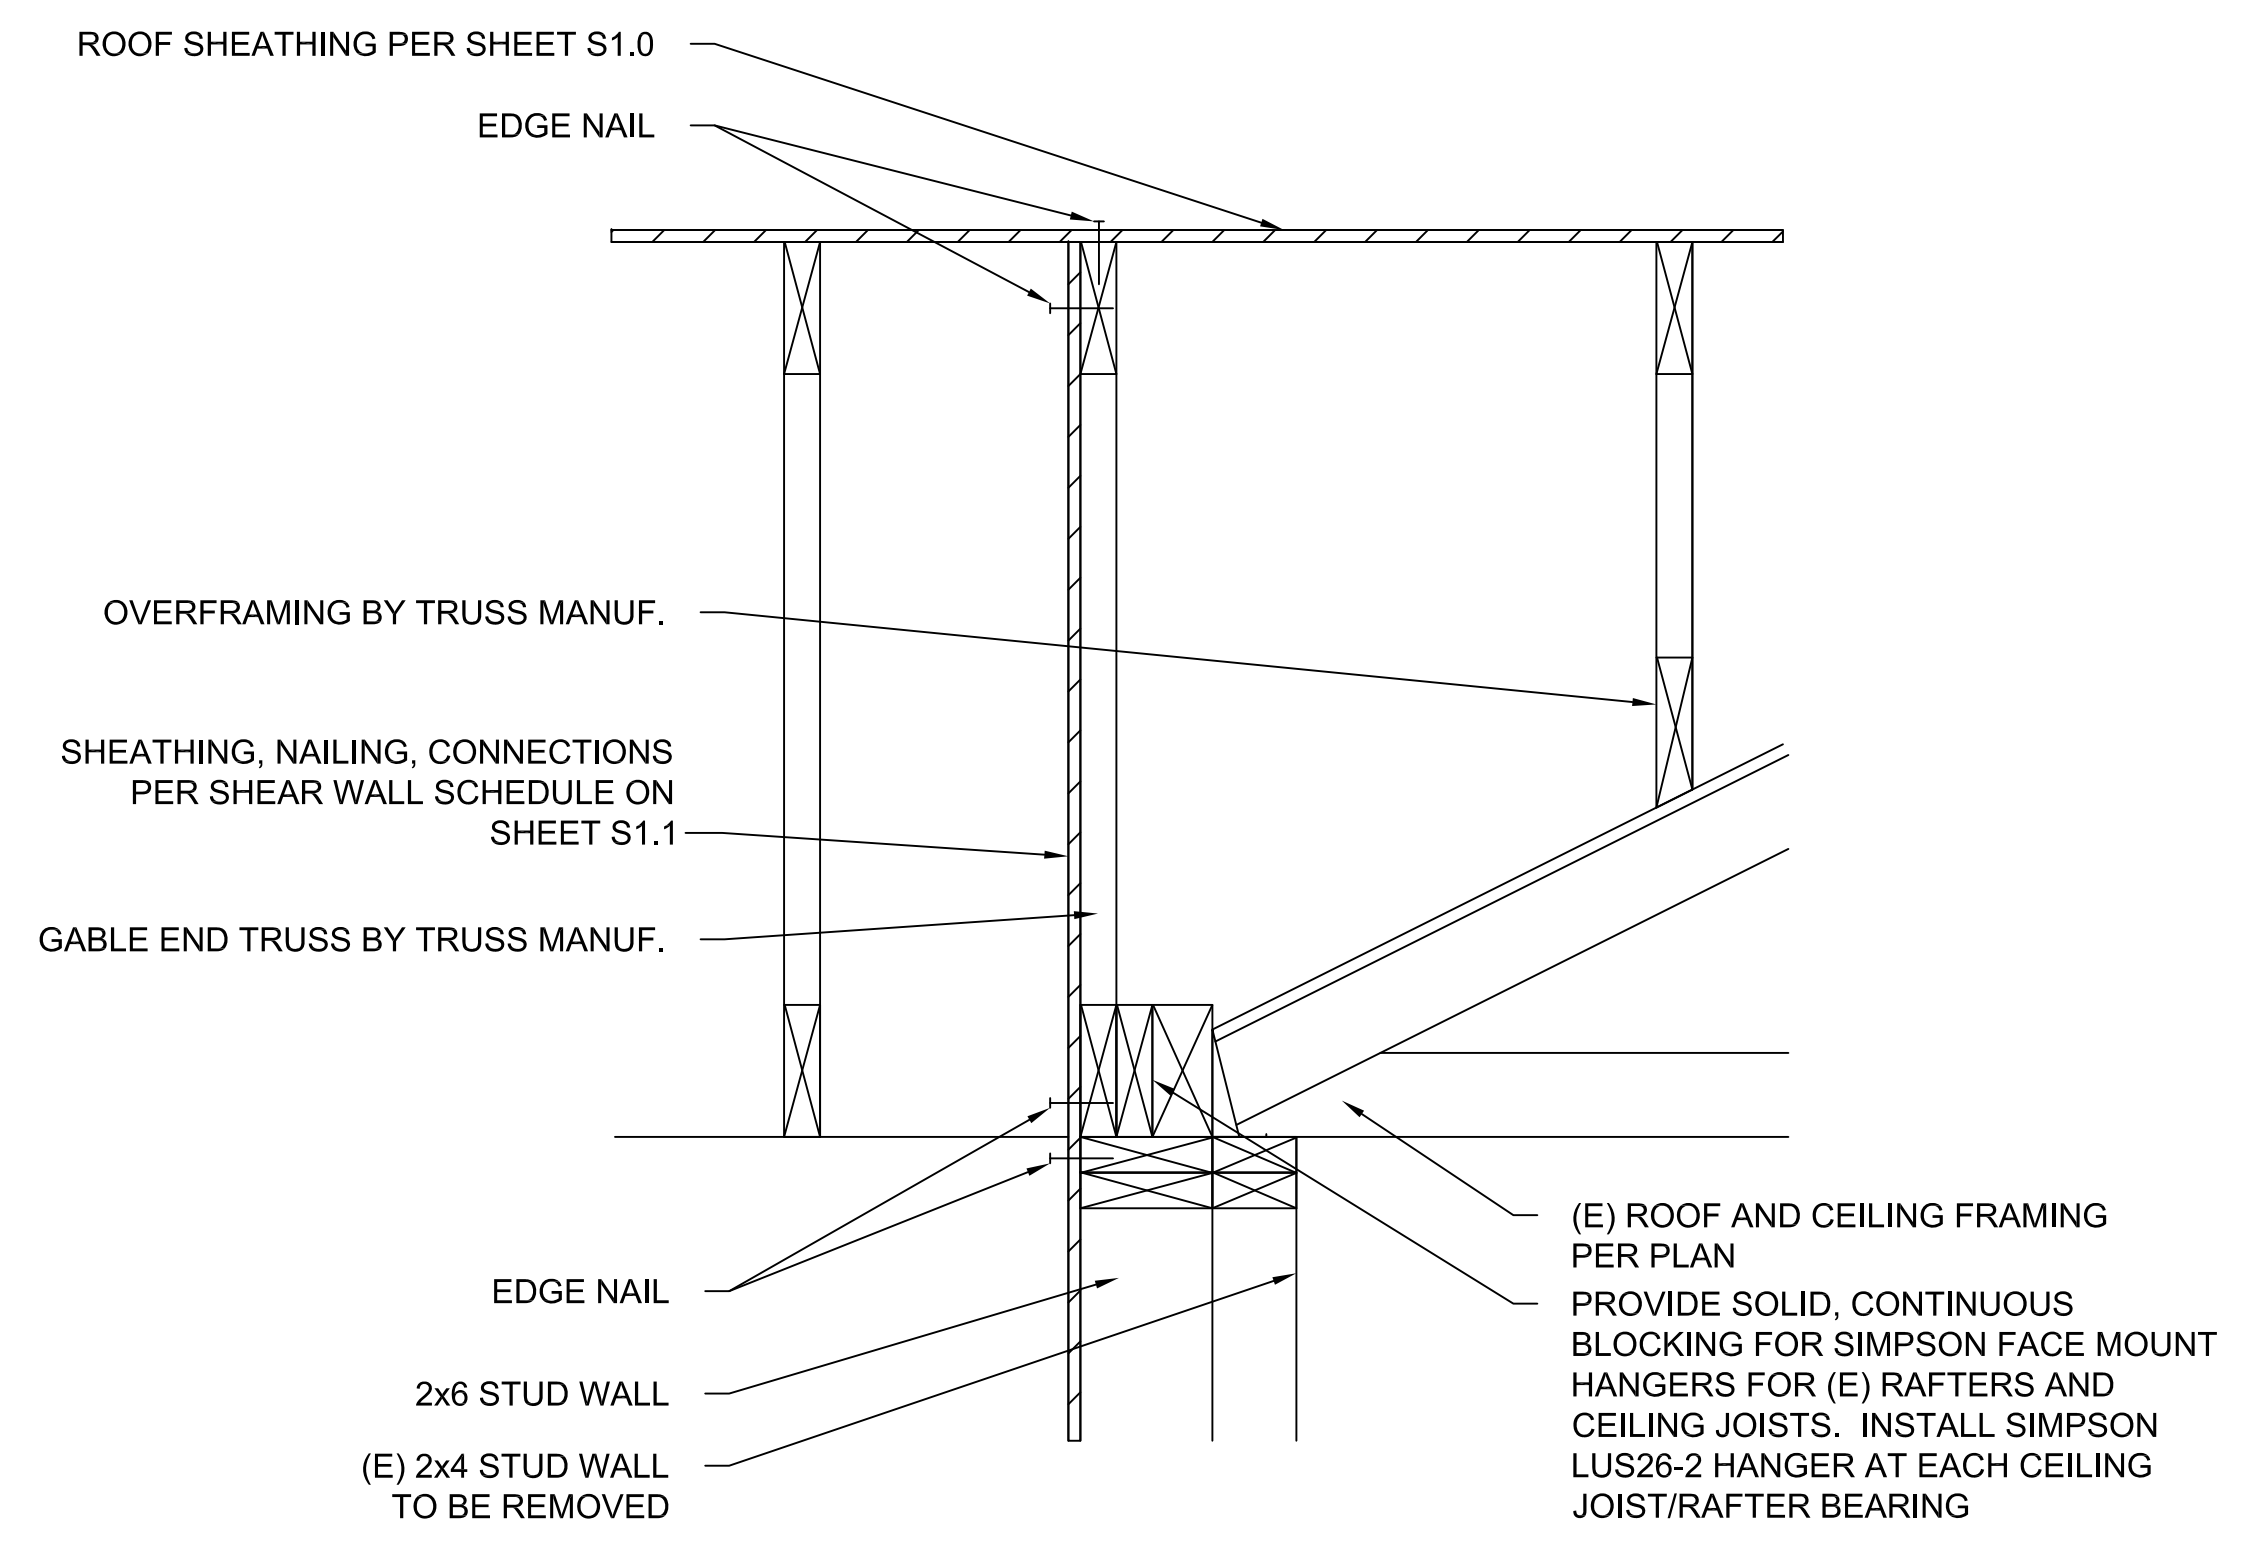 ROOF SHEATHING PER SHEET S1.0
EDGE NAIL
OVERFRAMING BY TRUSS MANUF.
SHEATHING, NAILING, CONNECTIONS
PER SHEAR WALL SCHEDULE ON
SHEET S1.1
GABLE END TRUSS BY TRUSS MANUF.
EDGE NAIL
2x6 STUD WALL
(E) 2x4 STUD WALL
TO BE REMOVED
(E) ROOF AND CEILING FRAMING
PER PLAN
PROVIDE SOLID, CONTINUOUS
BLOCKING FOR SIMPSON FACE MOUNT
HANGERS FOR (E) RAFTERS AND
CEILING JOISTS.  INSTALL SIMPSON
LUS26-2 HANGER AT EACH CEILING
JOIST/RAFTER BEARING